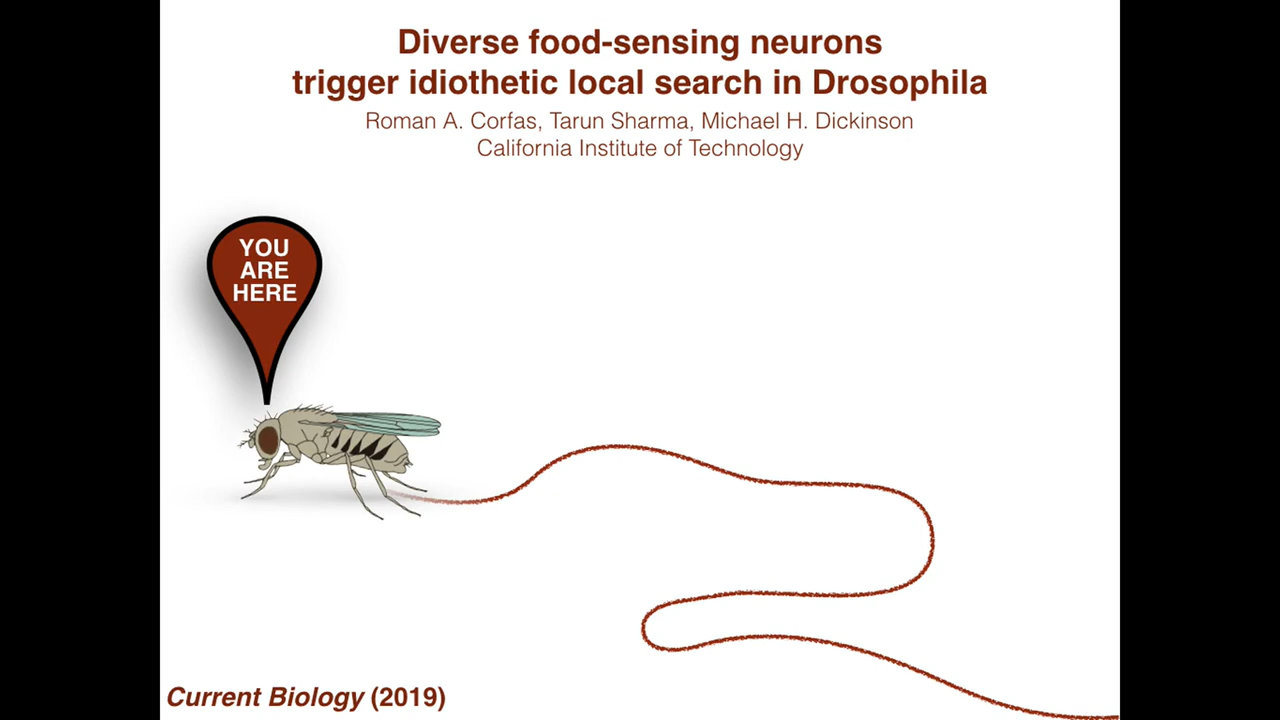 Diverse food-sensing neurons
trigger idiothetic local search in Drosophila
Roman A. Corfas, Tarun Sharma, Michael H. Dickinson
California Institute of Technology
YOU
ARE
HERE
Current Biology (2019)